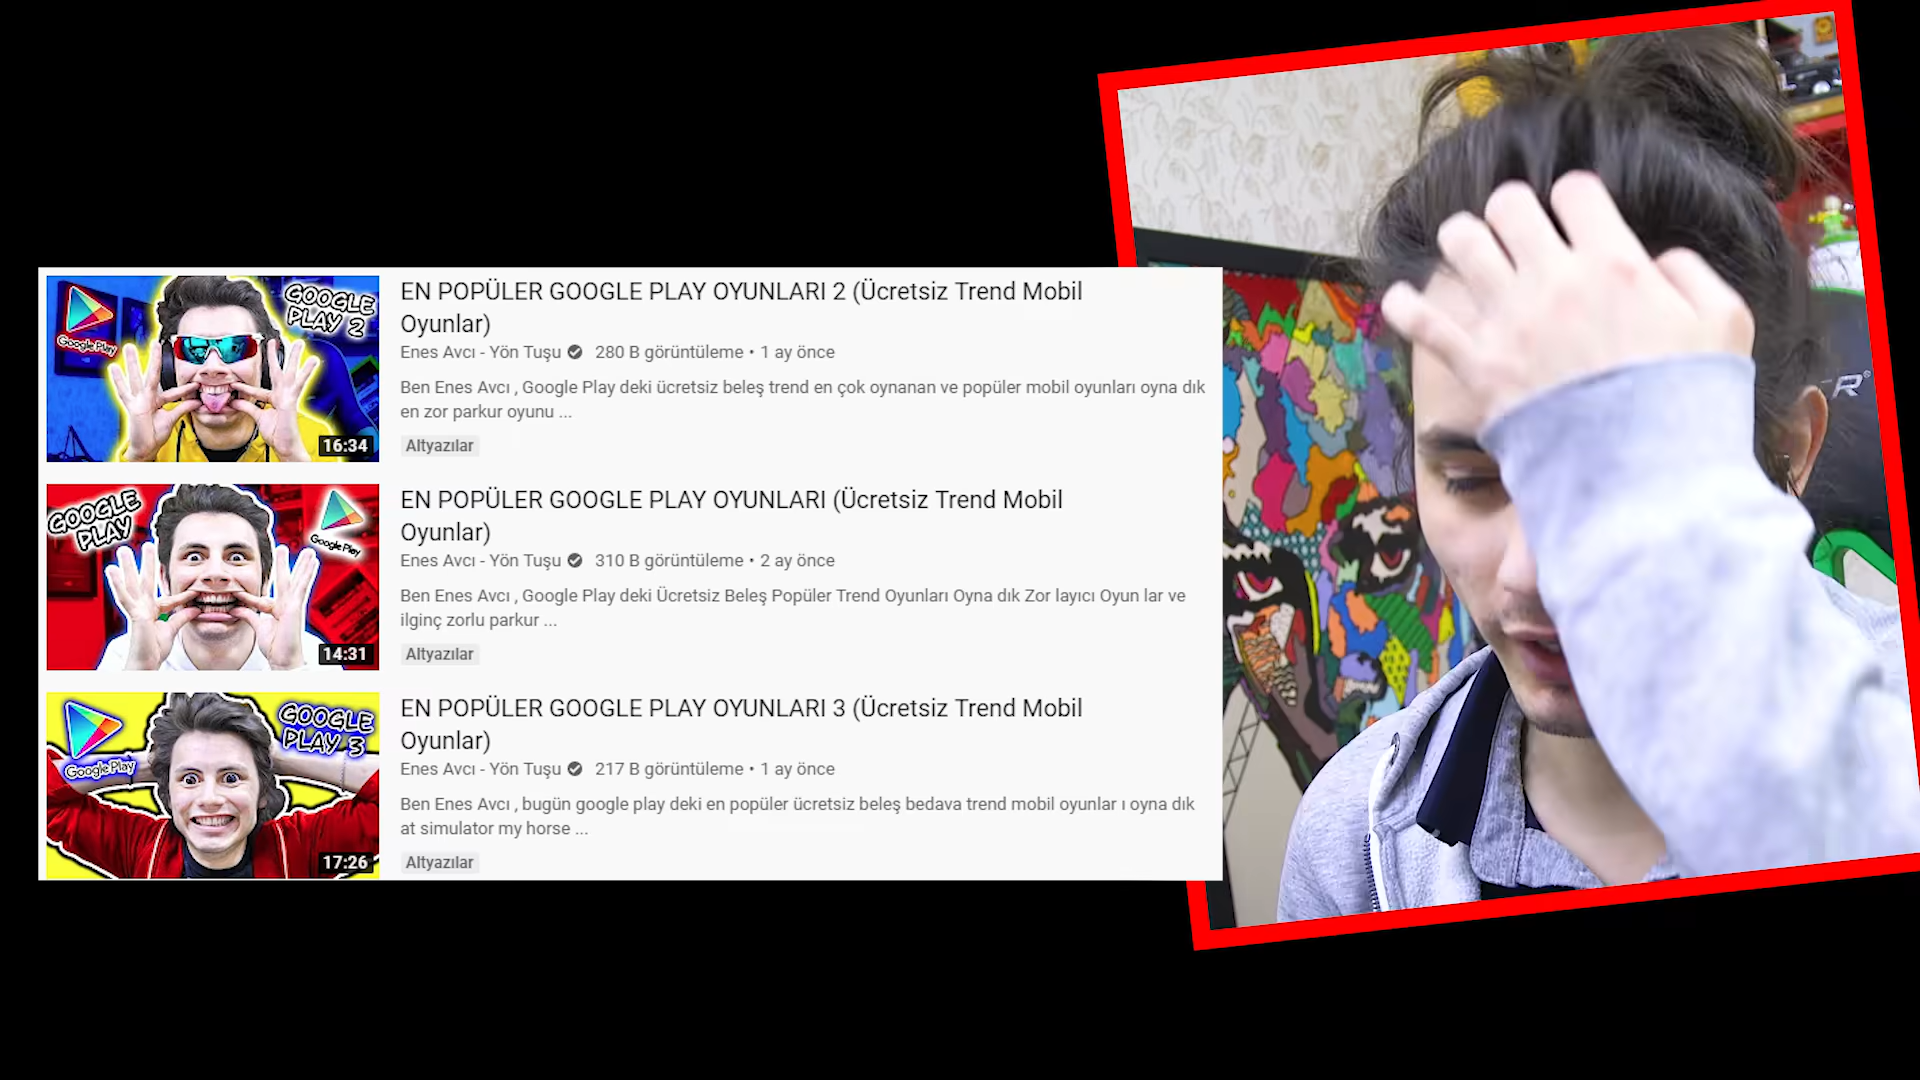 GOOGLE
PLAY 2
Google Play
16:34
EN POPÜLER GOOGLE PLAY OYUNLARI 2 (Ücretsiz Trend Mobil
Oyunlar)
Enes Avcı - Yön Tuşu 280 B görüntüleme • 1 ay önce
Ben Enes Avcı , Google Play deki ücretsiz beleş trend en çok oynanan ve popüler mobil oyunları oyna dık
en zor parkur oyunu ...
Altyazılar
GOOGLE
PLAY
Google Play
14:31
EN POPÜLER GOOGLE PLAY OYUNLARI (Ücretsiz Trend Mobil
Oyunlar)
Enes Avcı - Yön Tuşu 310 B görüntüleme • 2 ay önce
Ben Enes Avcı , Google Play deki Ücretsiz Beleş Popüler Trend Oyunları Oyna dık Zor layıcı Oyun lar ve
ilginç zorlu parkur ...
Altyazılar
GOOGLE
PLAY 3
Google Play
17:26
EN POPÜLER GOOGLE PLAY OYUNLARI 3 (Ücretsiz Trend Mobil
Oyunlar)
Enes Avcı - Yön Tuşu 217 B görüntüleme • 1 ay önce
Ben Enes Avcı , bugün google play deki en popüler ücretsiz beleş bedava trend mobil oyunlar ı oyna dık
at simulator my horse ...
Altyazılar